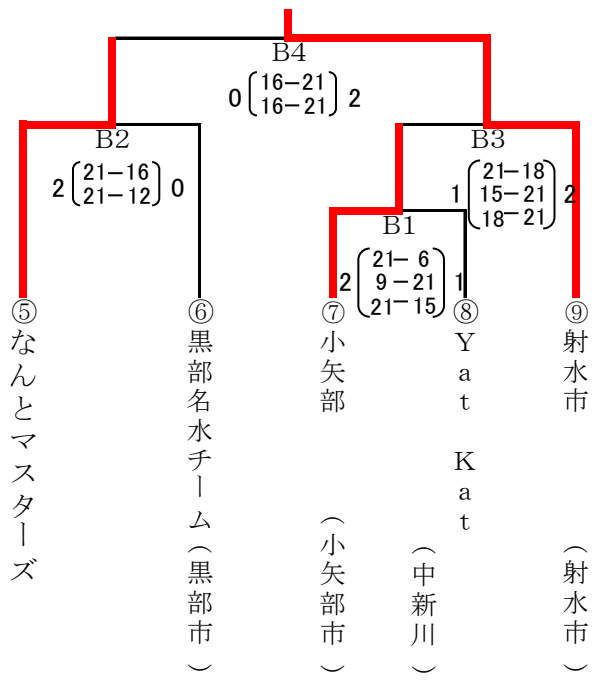 B4
16－21
0 2
16－21
B2
21－16
2 0
21－12
B3
21－18
1 15－21 2
18－21
B1
21－ 6
2 9－21 1
21－15
⑤なんとマスターズ
⑥黒部名水チーム（黒部市）
⑦小矢部（小矢部市）
⑧Yat Kat（中新川）
⑨射水市（射水市）